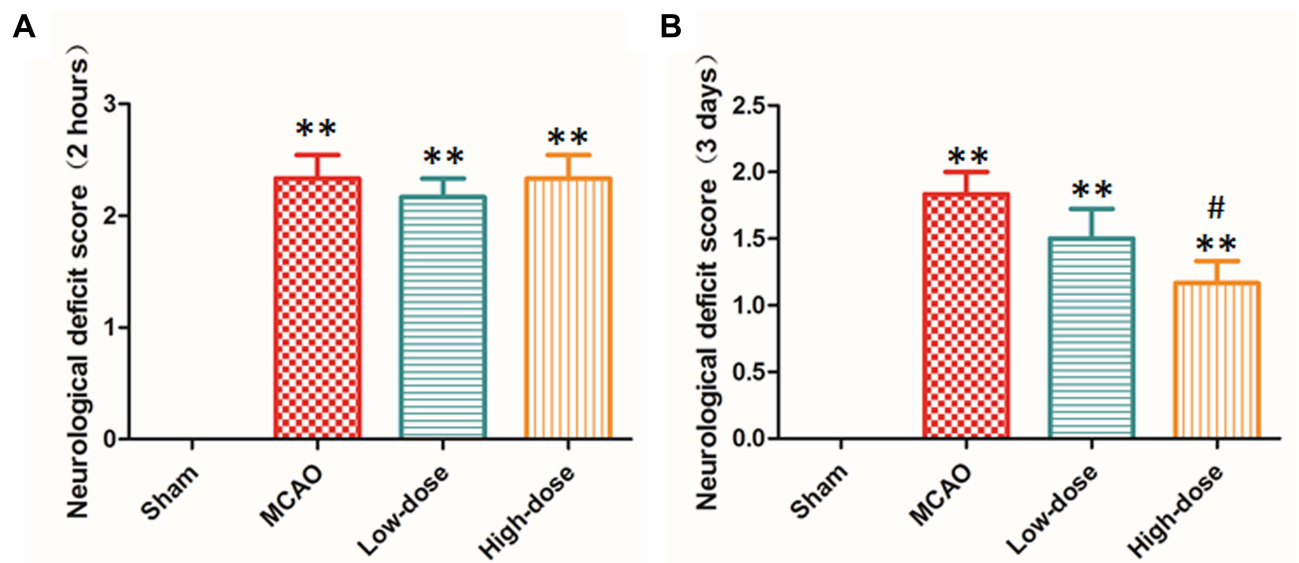 A
Neurological deficit score（2 hours）
3
2
1
0
**
**
**
Sham
MCAO
Low-dose
High-dose
B
Neurological deficit score（3 days）
2.5
2.0
1.5
1.0
0.5
0.0
**
**
#
**
Sham
MCAO
Low-dose
High-dose